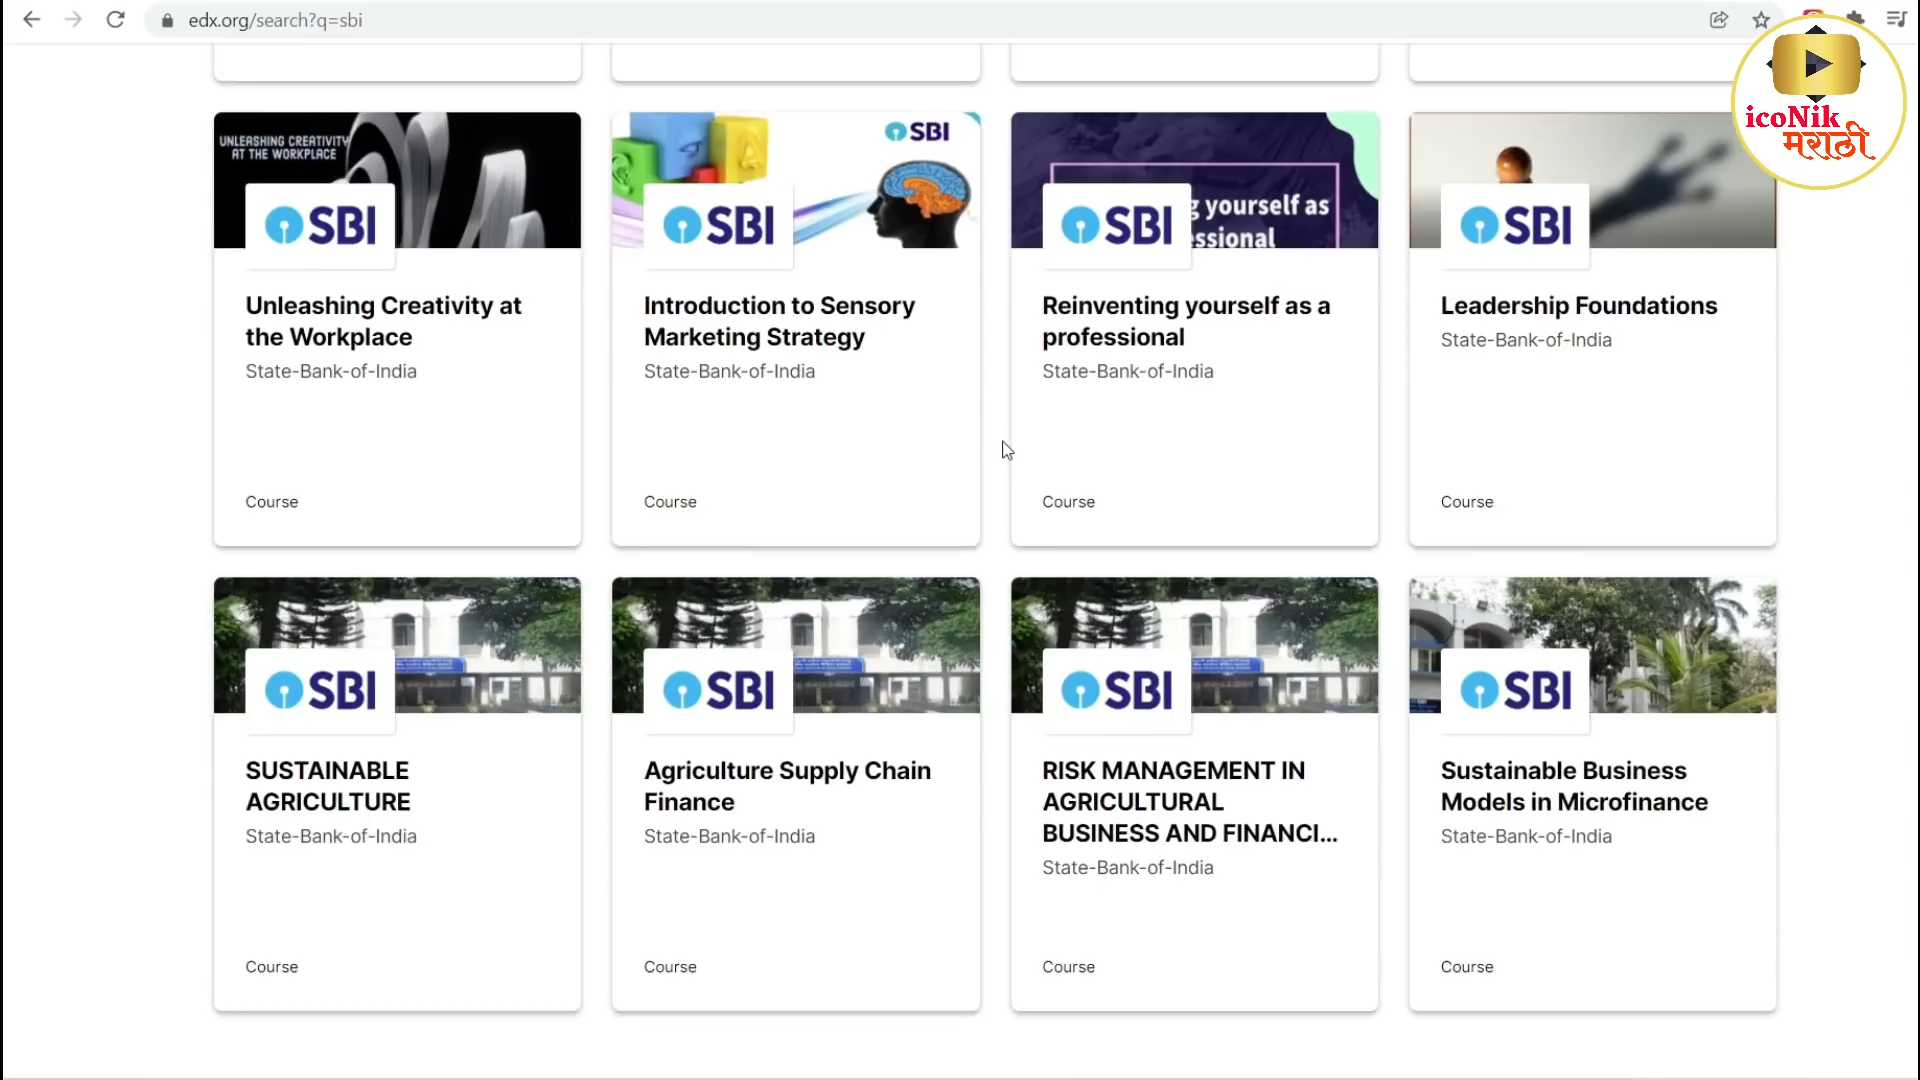 edx.org/search?q=sbi
icoNik
मराठी
UNLEASHING CREATIVITY
AT THE WORKPLACE
SBI
SBI
A
SBI
g yourself as
ssional
SBI
SBI
Unleashing Creativity at
the Workplace
State-Bank-of-India
Course
Introduction to Sensory
Marketing Strategy
State-Bank-of-India
Course
Reinventing yourself as a
professional
State-Bank-of-India
Course
Leadership Foundations
State-Bank-of-India
Course
SBI
SBI
SBI
SBI
SUSTAINABLE
AGRICULTURE
State-Bank-of-India
Course
Agriculture Supply Chain
Finance
State-Bank-of-India
Course
RISK MANAGEMENT IN
AGRICULTURAL
BUSINESS AND FINANCI...
State-Bank-of-India
Course
Sustainable Business
Models in Microfinance
State-Bank-of-India
Course